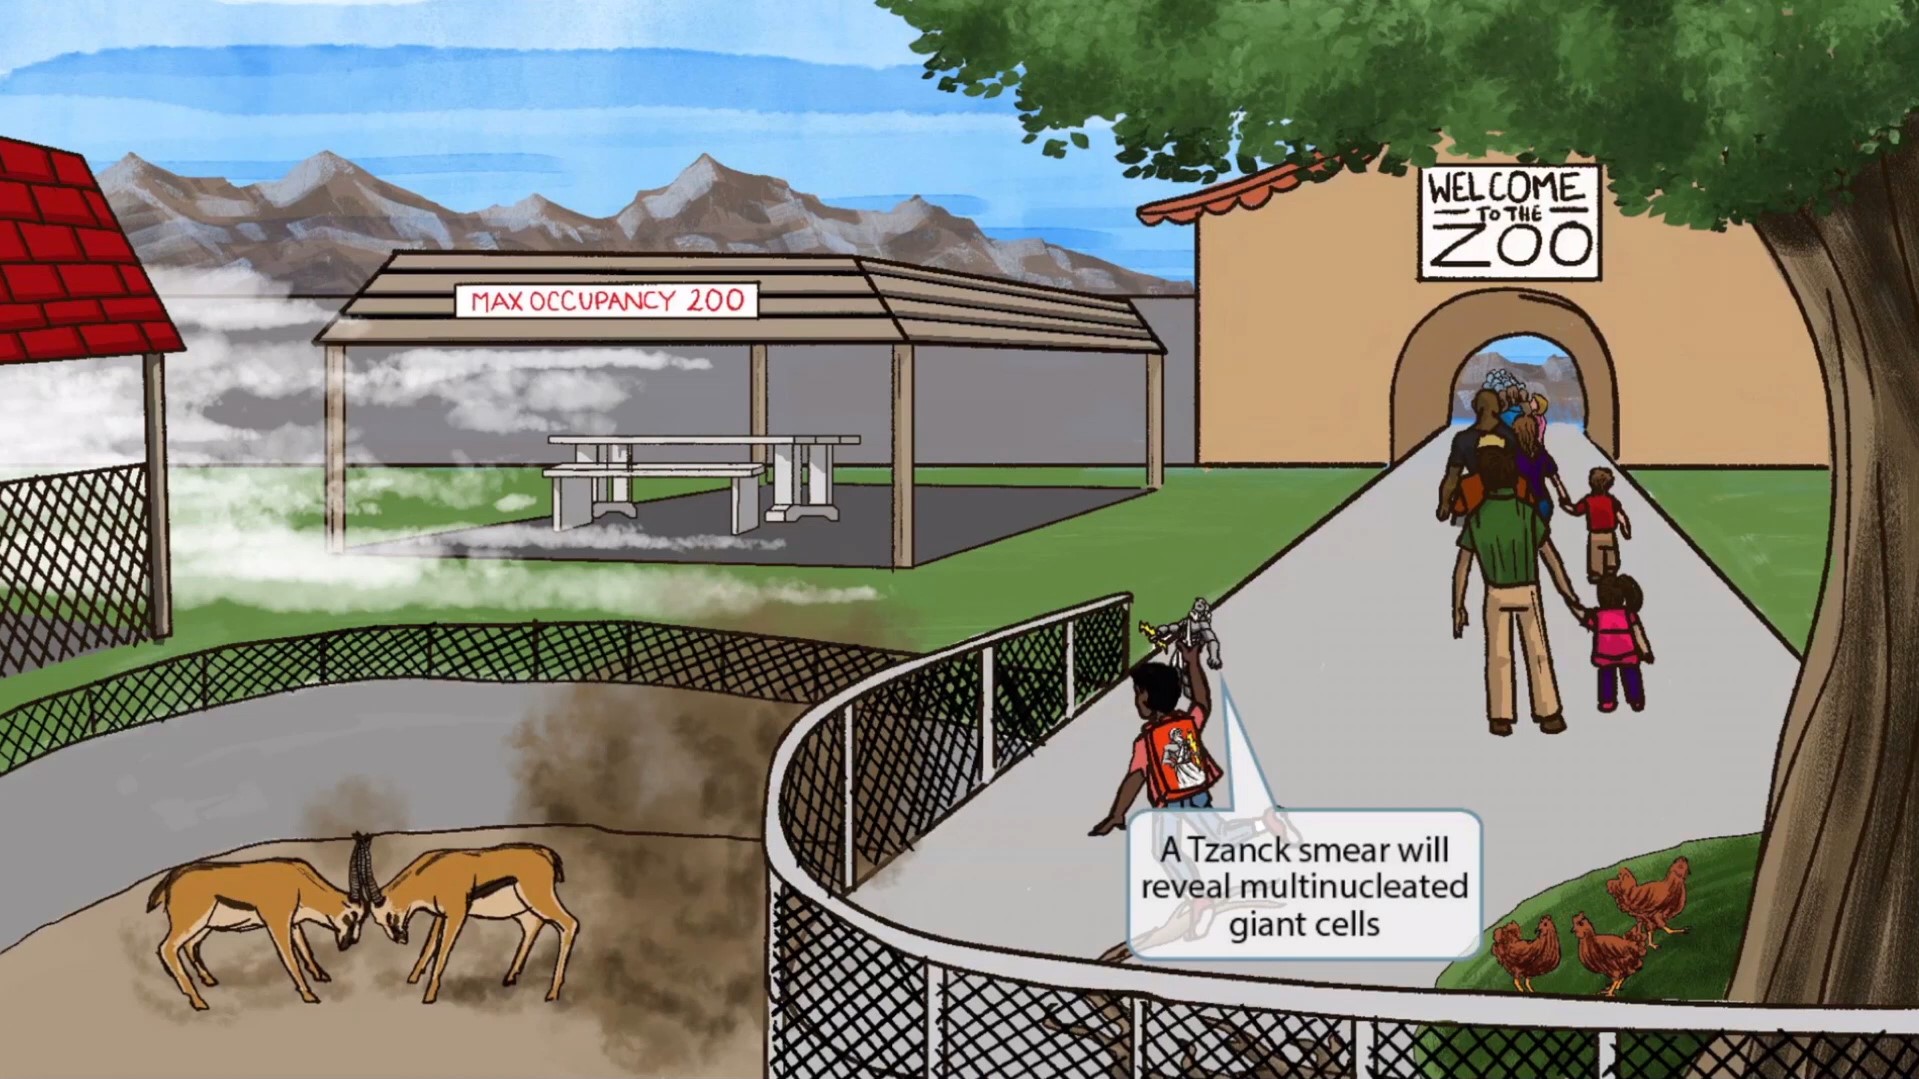 WELCOME
TO THE
ZOO
MAX OCCUPANCY 200
A Tzanck smear will
reveal multinucleated
giant cells